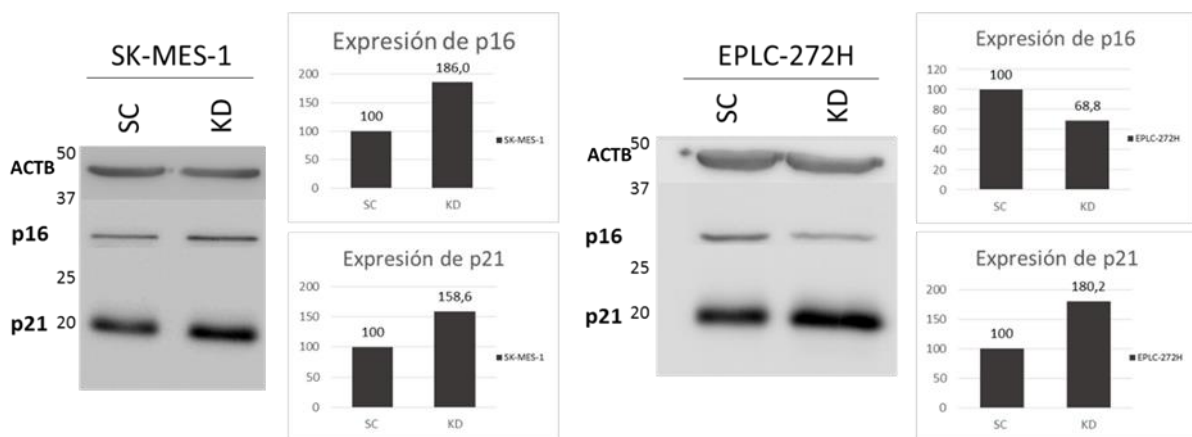 SK-MES-1
SC
KD
ACTB
50
37
p16
25
p21
20
Expresión de p16
200
150
100
50
0
100
186,0
SC
KD
SK-MES-1
Expresión de p21
200
150
100
50
0
100
158,6
SC
KD
SK-MES-1
EPLC-272H
SC
KD
ACTB
50
37
p16
25
p21
20
Expresión de p16
120
100
80
60
40
20
0
100
68,8
SC
KD
EPLC-272H
Expresión de p21
200
150
100
50
0
100
180,2
SC
KD
EPLC-272H